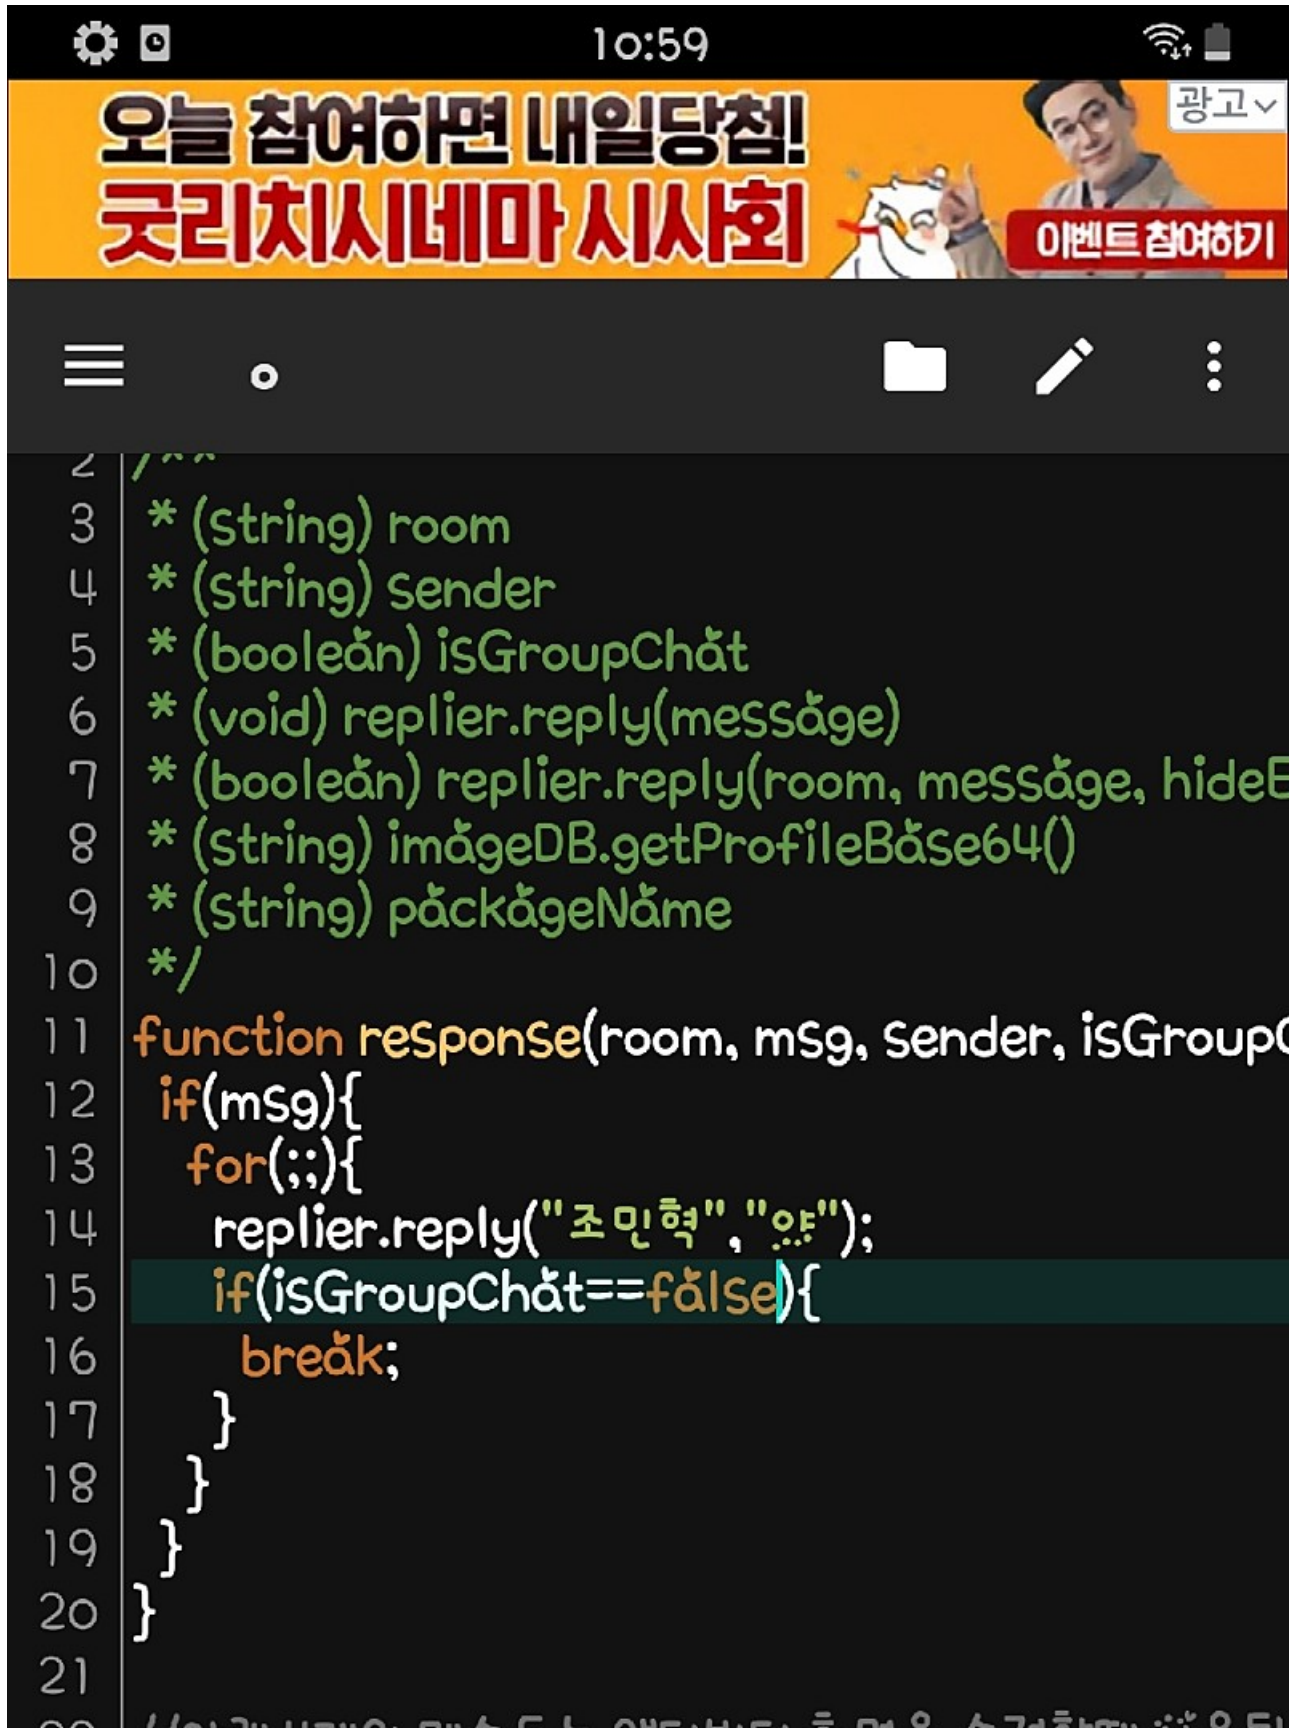 10:59
오늘 참여하면 내일당첨!
광고
굿리치시네마 시사회
이벤트 참여하기
2 /**
3 * (string) room
4 * (string) sender
5 * (boolean) isGroupChat
6 * (void) replier.reply(message)
7 * (boolean) replier.reply(room, message, hideE
8 * (string) imageDB.getProfileBase64()
9 * (string) packageName
10 */
11 function response(room, msg, sender, isGroupC
12 if(msg){
13 for(;;){
14 replier.reply("조민혁","얏");
15 if(isGroupChat==false){
16 break;
17 }
18 }
19 }
20 }
21